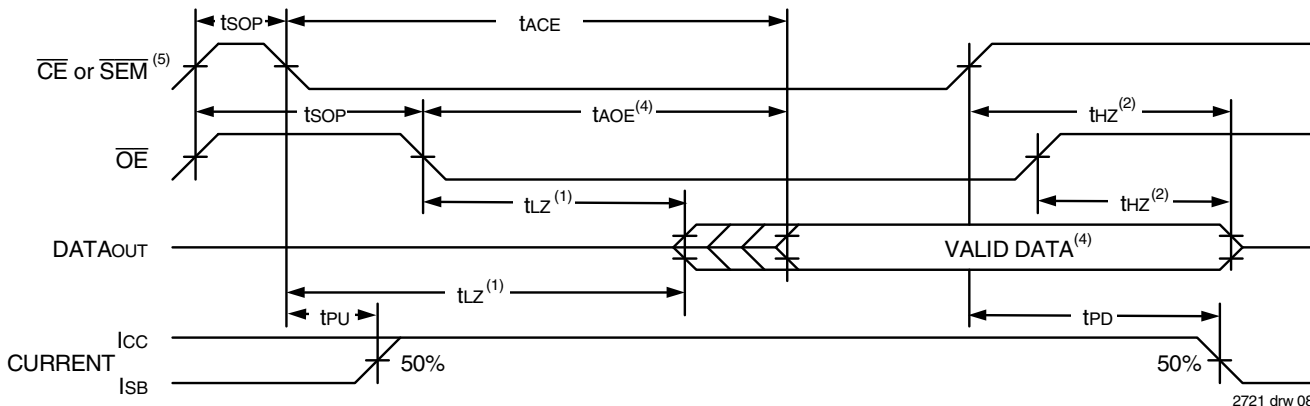 tSOP
tACE
CE or SEM (5)
tSOP
tAOE(4)
tHZ(2)
OE
tLZ(1)
tHZ(2)
DATAOUT
VALID DATA(4)
tLZ(1)
tPU
tPD
ICC
CURRENT
50%
50%
ISB
2721 drw 08